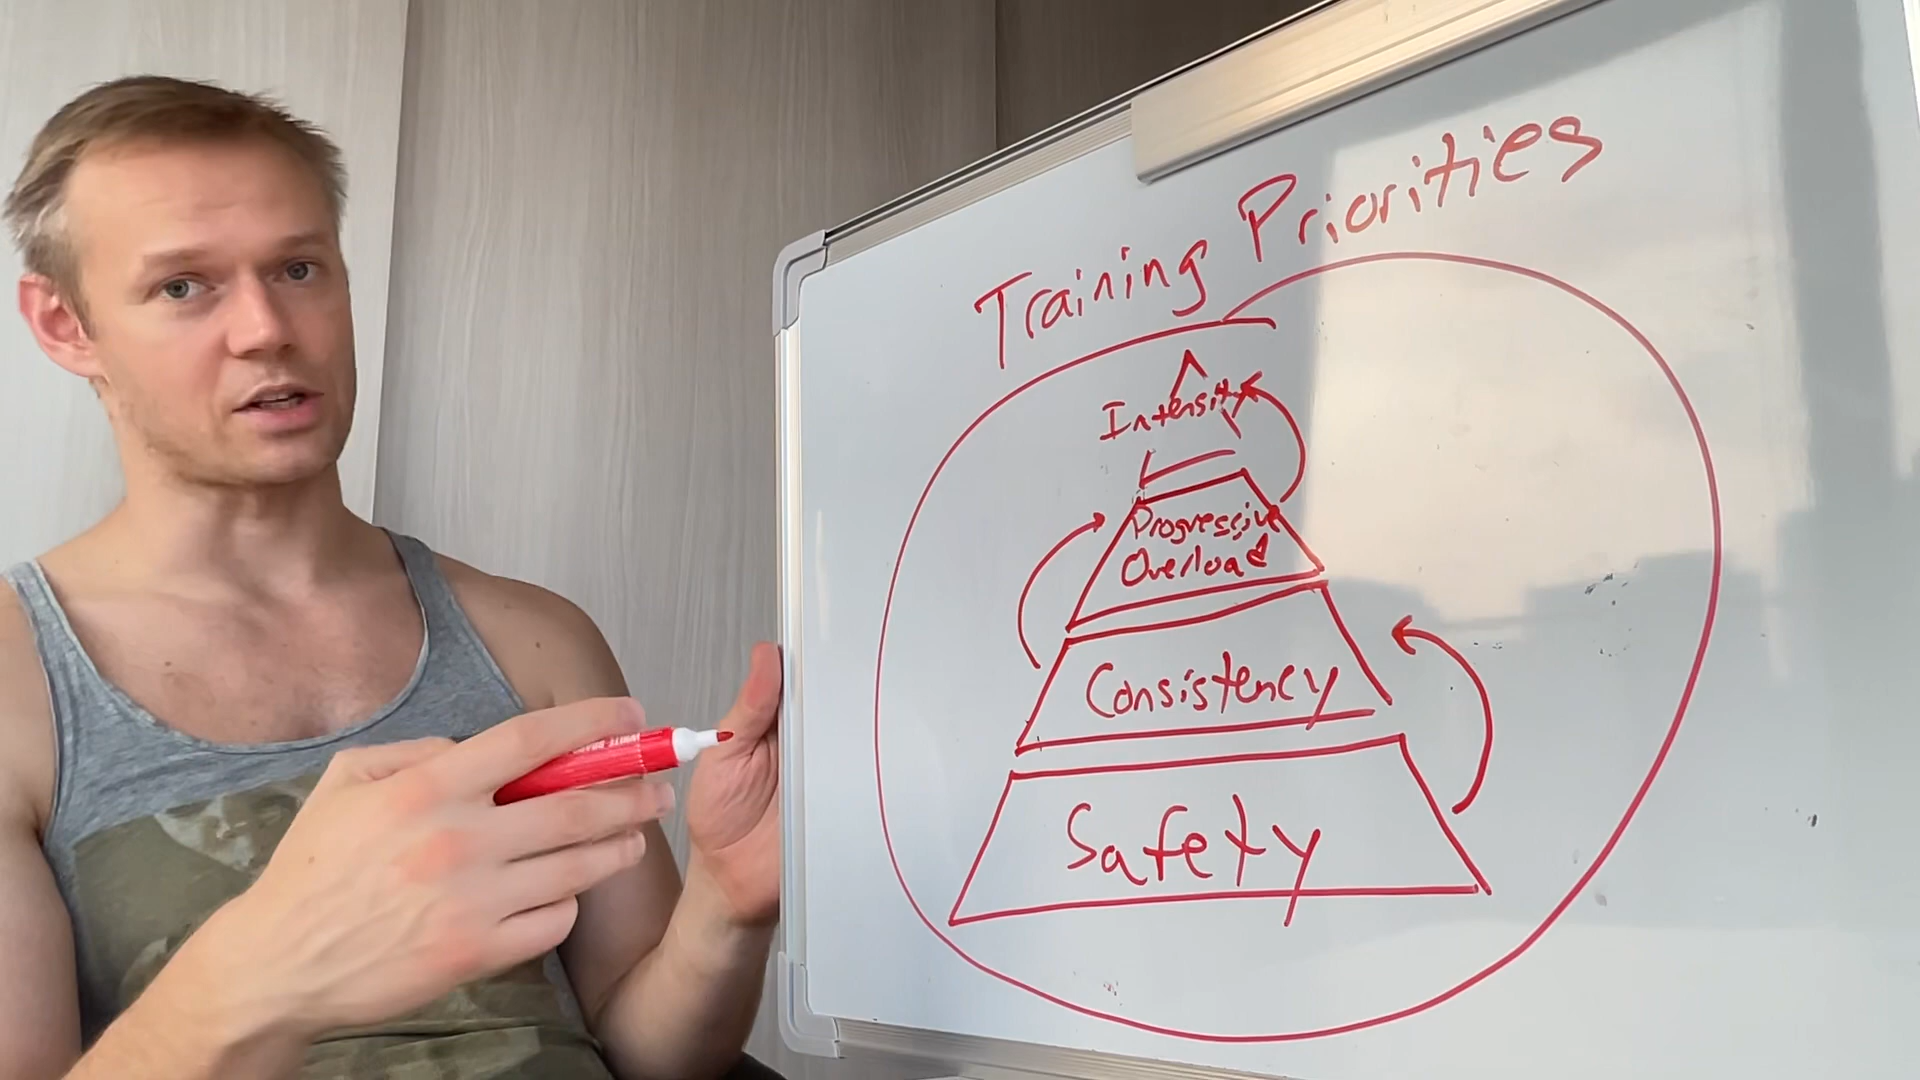 Training Priorities
Intensity
Progressive
Overload
Consistency
Safety